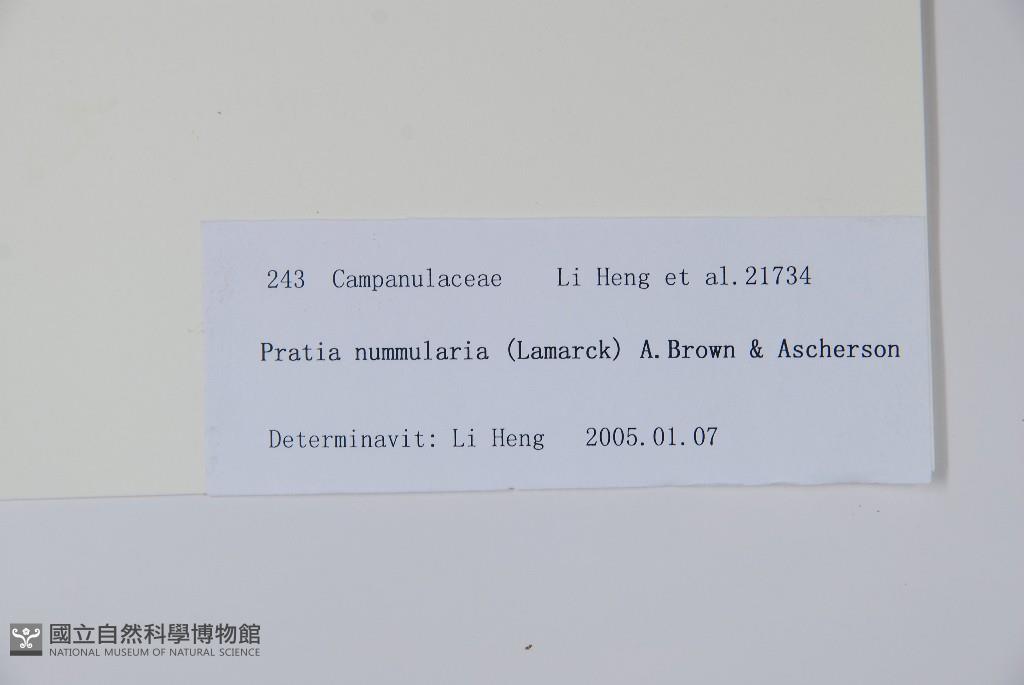 243 Campanulaceae Li Heng et al.21734
Pratia nummularia (Lamarck) A.Brown & Ascherson
Determinavit: Li Heng 2005.01.07
國立自然科學博物館
NATIONAL MUSEUM OF NATURAL SCIENCE